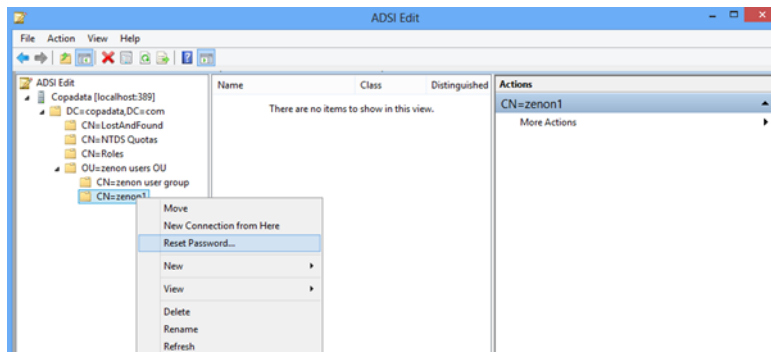 ADSI Edit
File Action View Help
ADSI Edit
Copadata [localhost:389]
DC=copadata,DC=com
CN=LostAndFound
CN=NTDS Quotas
CN=Roles
OU=zenon users OU
CN=zenon user group
CN=zenon1
Name Class Distinguished
There are no items to show in this view.
Actions
CN=zenon1
More Actions
Move
New Connection from Here
Reset Password...
New
View
Delete
Rename
Refresh